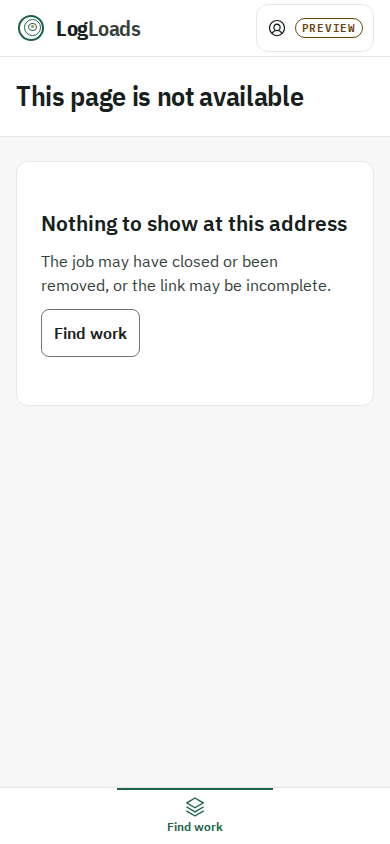 LogLoads
PREVIEW
This page is not available
Nothing to show at this address
The job may have closed or been
removed, or the link may be incomplete.
Find work
Find work